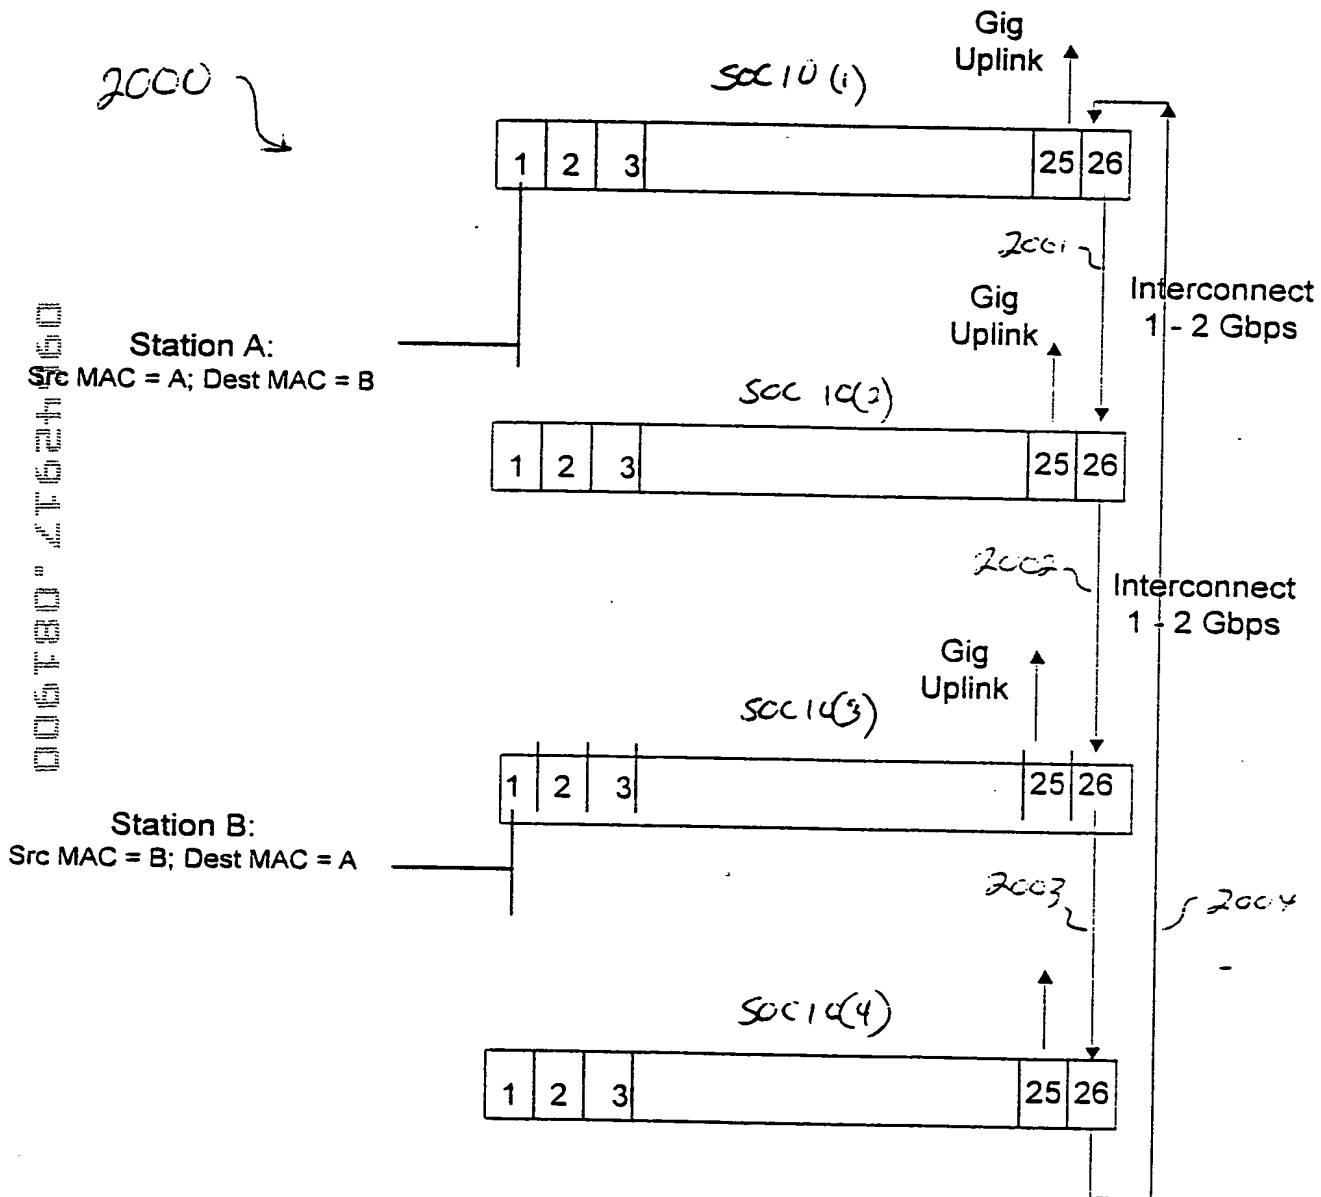 2000
SOC 10 (1)
Gig
Uplink
1 2 3 25 26
2001
Interconnect
1 - 2 Gbps
Gig
Uplink
Station A:
Src MAC = A; Dest MAC = B
SOC 10(2)
1 2 3 25 26
2002
Interconnect
1 - 2 Gbps
Gig
Uplink
SOC 10(3)
1 2 3 25 26
Station B:
Src MAC = B; Dest MAC = A
2003
2004
SOC 10(4)
1 2 3 25 26